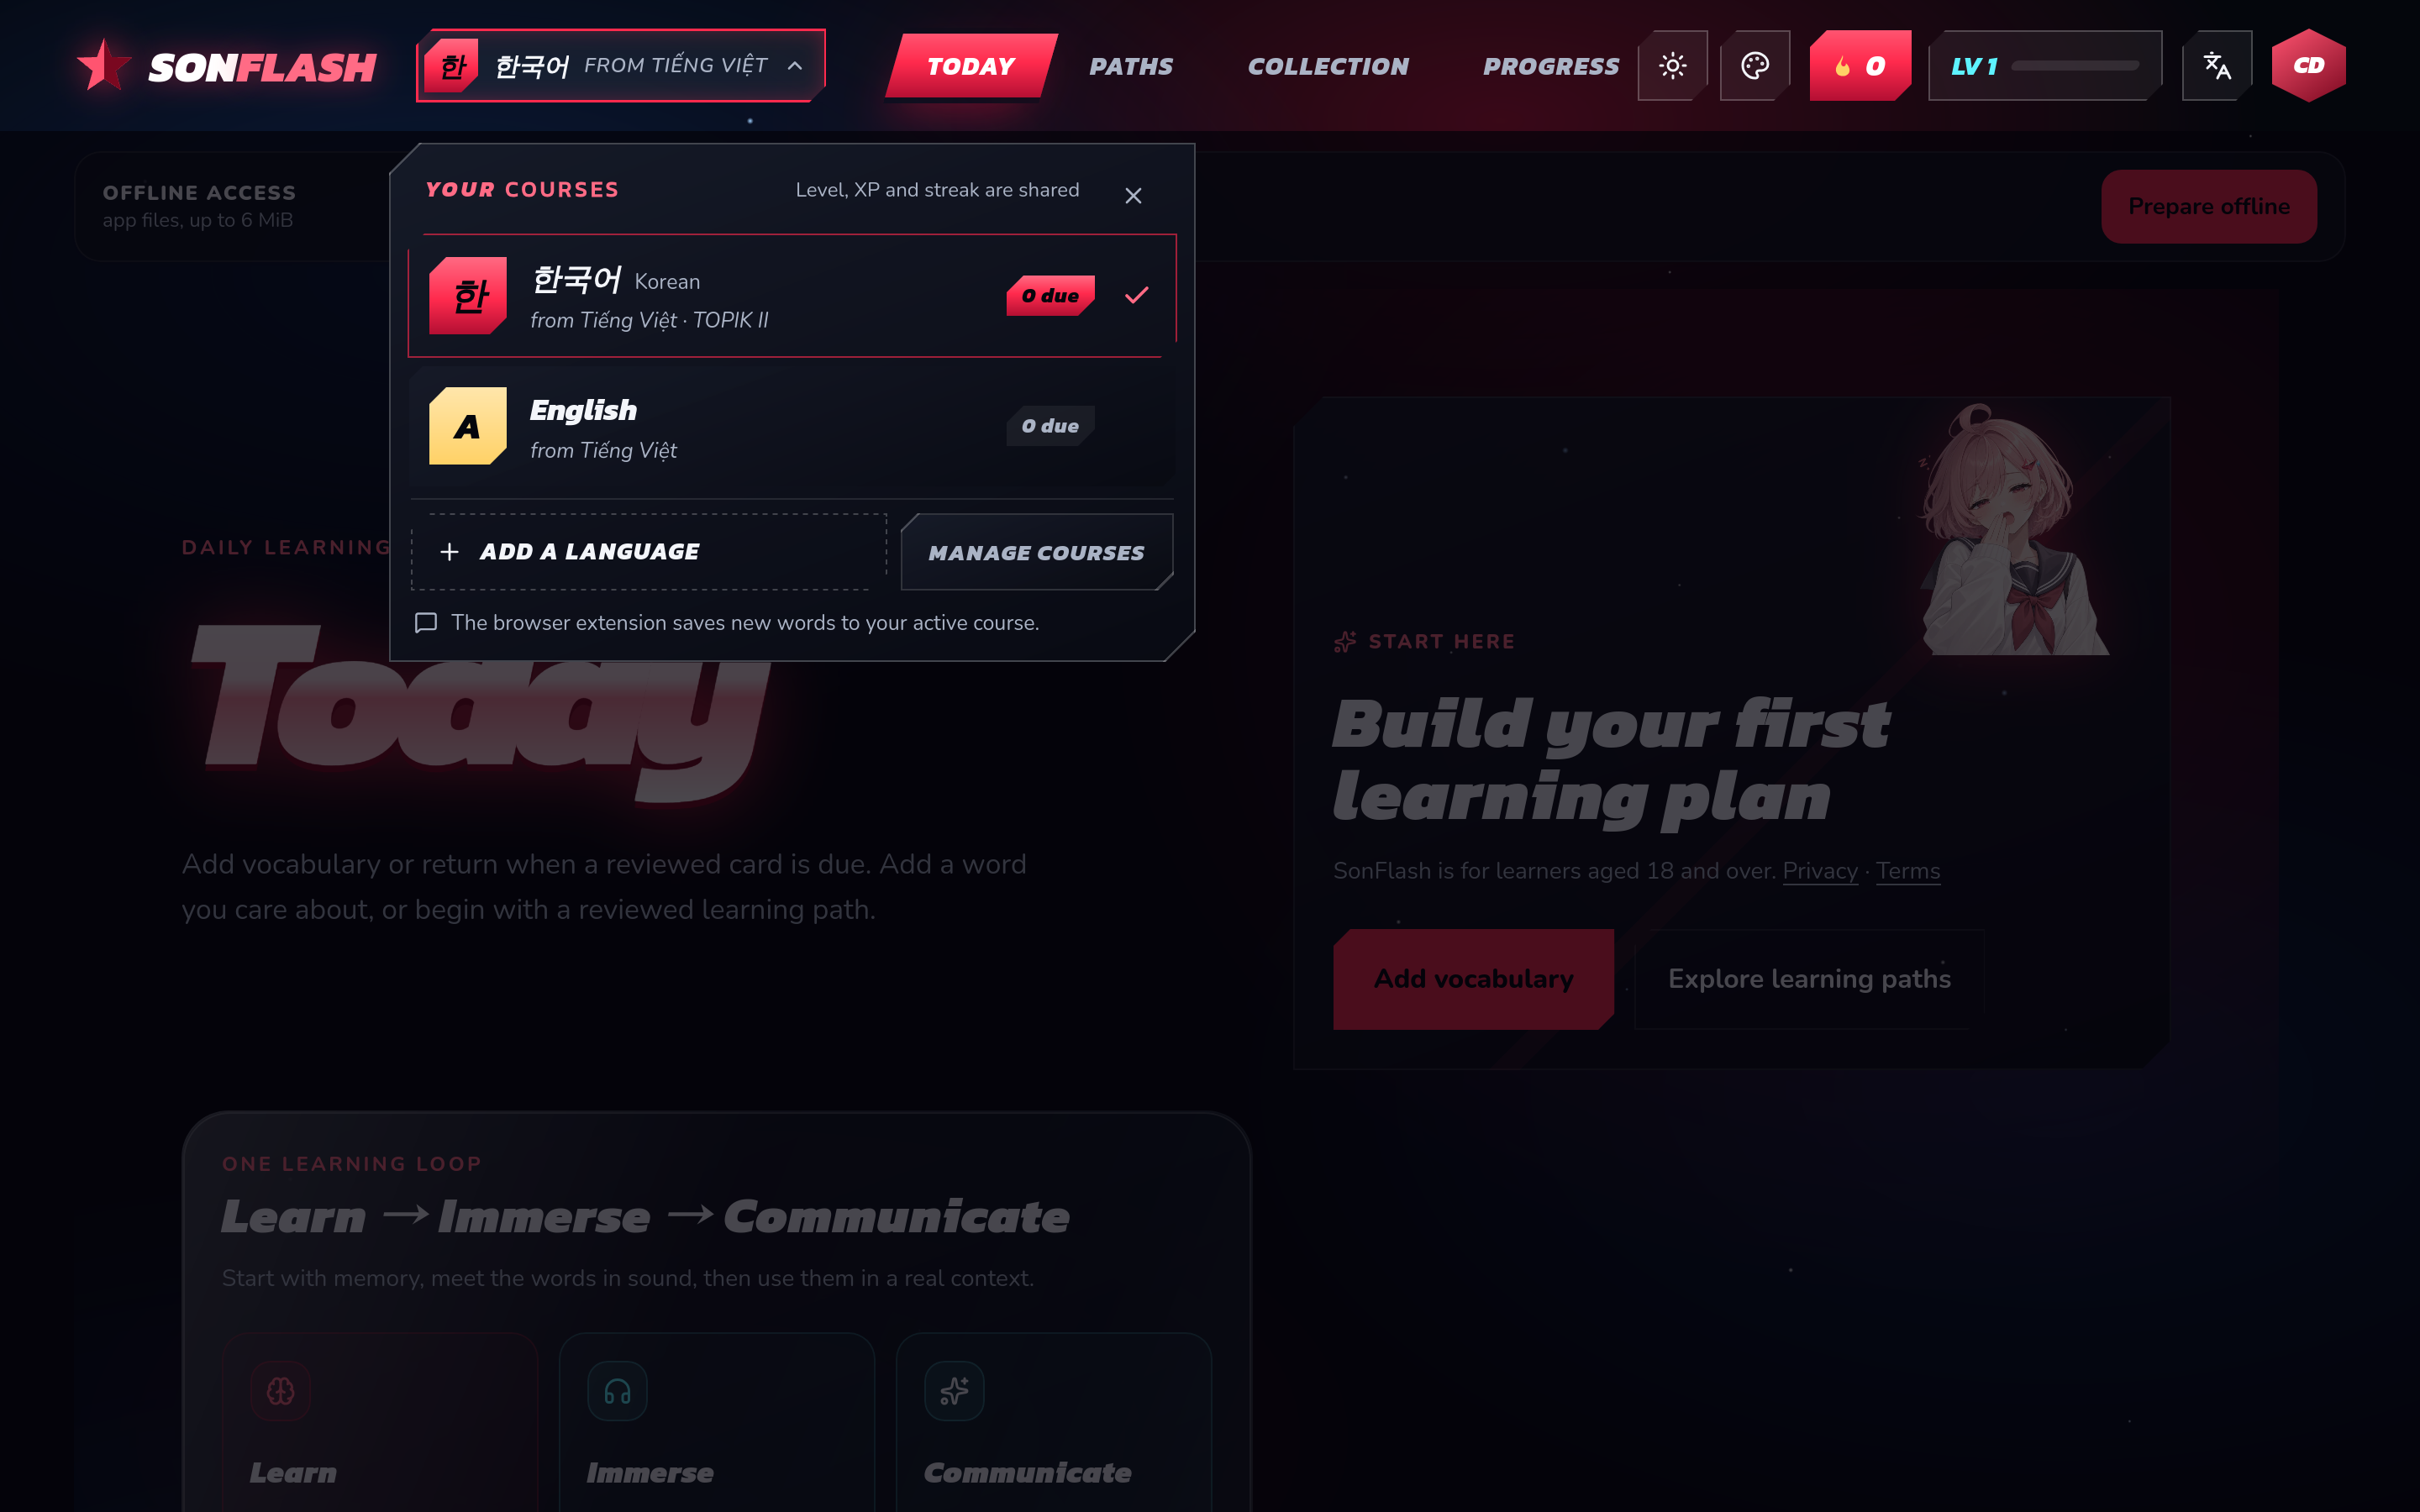 SONFLASH
한 한국어 FROM TIẾNG VIỆT
TODAY
PATHS
COLLECTION
PROGRESS
0
LV 1
CD
OFFLINE ACCESS
app files, up to 6 MiB
Prepare offline
YOUR COURSES
Level, XP and streak are shared
한
한국어 Korean
from Tiếng Việt · TOPIK II
0 due
A
English
from Tiếng Việt
0 due
ADD A LANGUAGE
MANAGE COURSES
The browser extension saves new words to your active course.
DAILY LEARNING
Today
Add vocabulary or return when a reviewed card is due. Add a word
you care about, or begin with a reviewed learning path.
START HERE
Build your first
learning plan
SonFlash is for learners aged 18 and over. Privacy · Terms
Add vocabulary
Explore learning paths
ONE LEARNING LOOP
Learn → Immerse → Communicate
Start with memory, meet the words in sound, then use them in a real context.
Learn
Immerse
Communicate